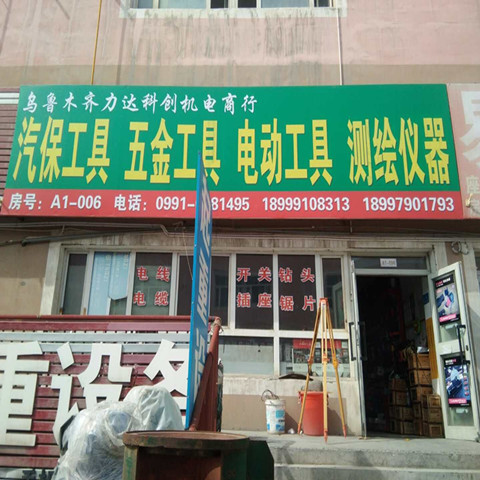 乌鲁木齐力达科创机电商行
汽保工具 五金工具 电动工具 测绘仪器
房号：A1-006 电话：0991- 81495 18999108313 18997901793
电线 开关钻头
电缆 插座锯片
重设备